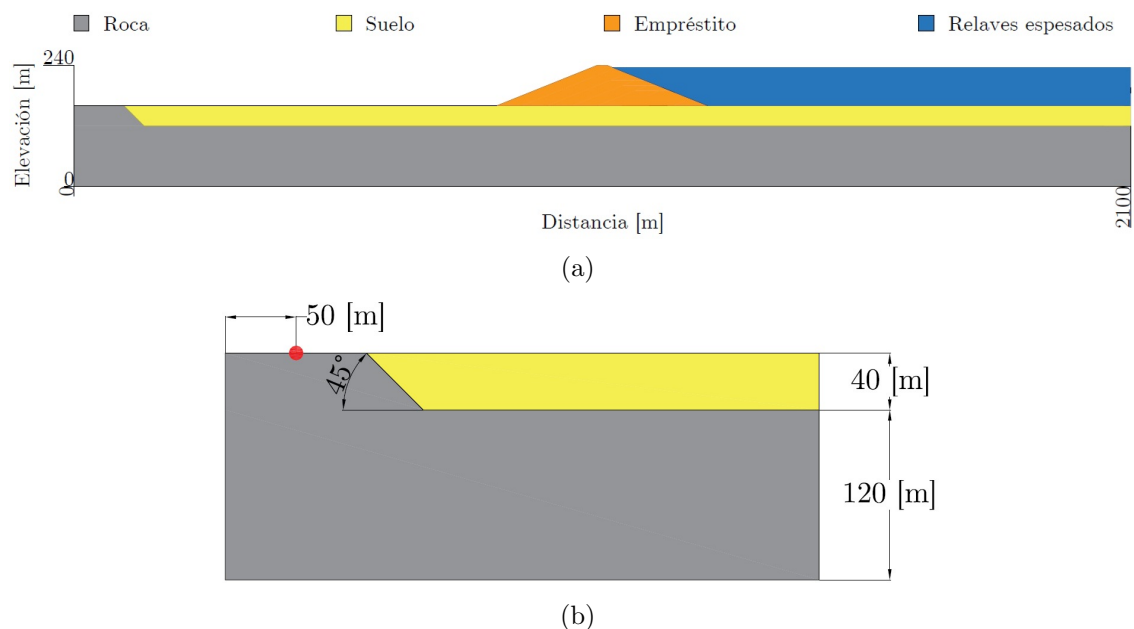 Roca
Suelo
Empréstito
Relaves espesados
240
Elevación [m]
0
0
2100
Distancia [m]
(a)
50 [m]
45°
40 [m]
120 [m]
(b)